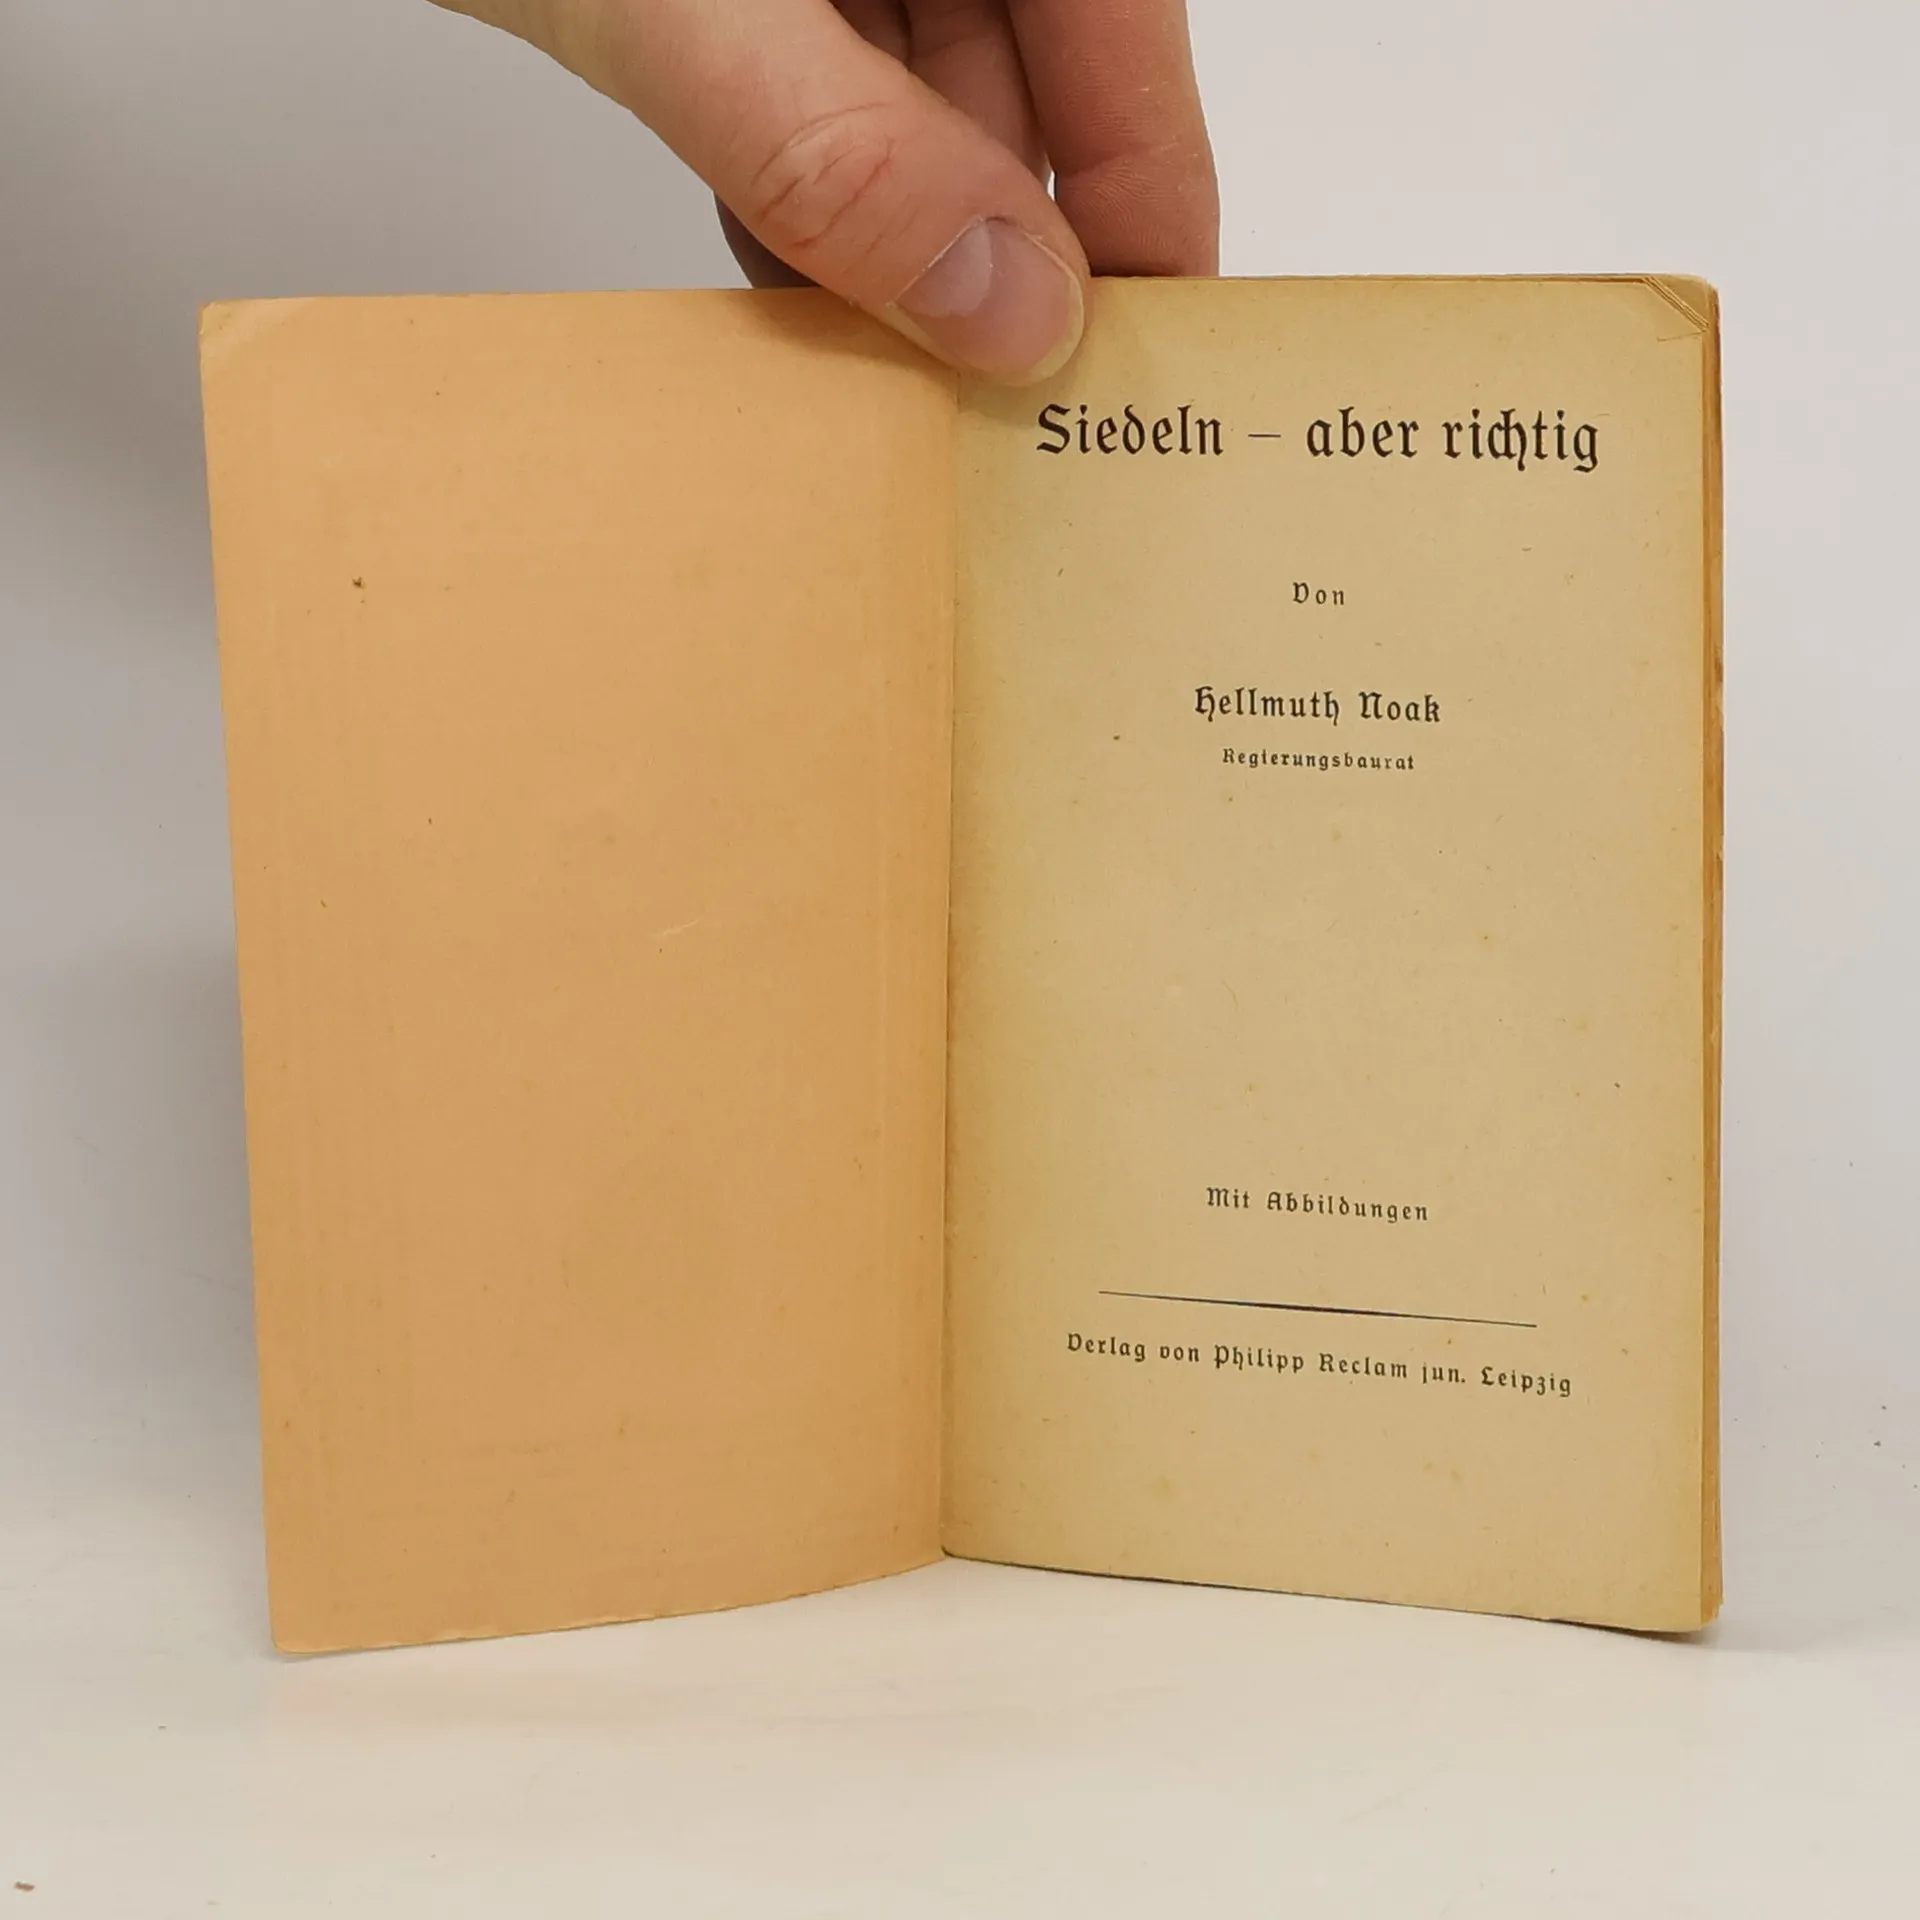 Siedeln – aber richtig
Von
Hellmuth Noak
Regierungsbaurat
Mit Abbildungen
Verlag von Philipp Reclam jun. Leipzig